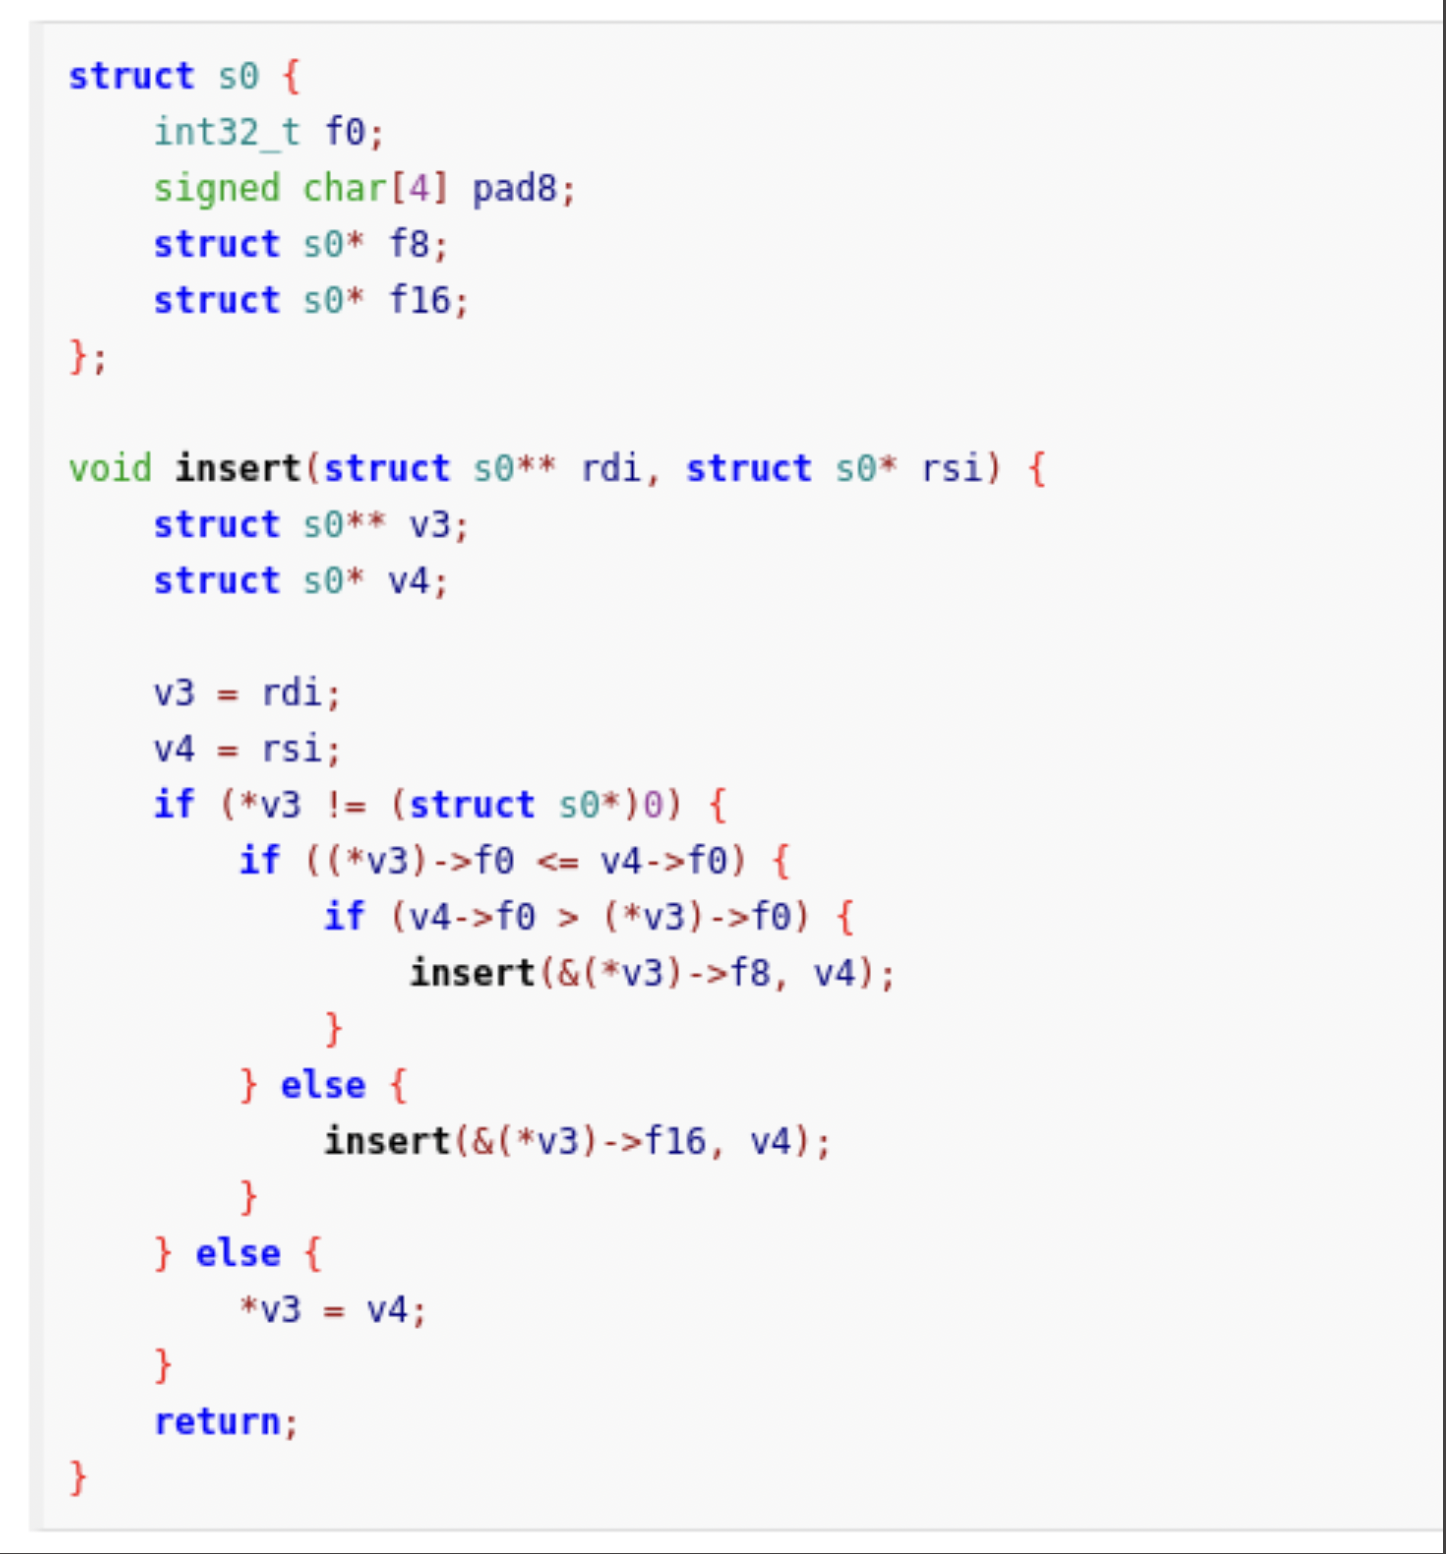 struct s0 {
    int32_t f0;
    signed char[4] pad8;
    struct s0* f8;
    struct s0* f16;
};

void insert(struct s0** rdi, struct s0* rsi) {
    struct s0** v3;
    struct s0* v4;

    v3 = rdi;
    v4 = rsi;
    if (*v3 != (struct s0*)0) {
        if ((*v3)->f0 <= v4->f0) {
            if (v4->f0 > (*v3)->f0) {
                insert(&(*v3)->f8, v4);
            }
        } else {
            insert(&(*v3)->f16, v4);
        }
    } else {
        *v3 = v4;
    }
    return;
}